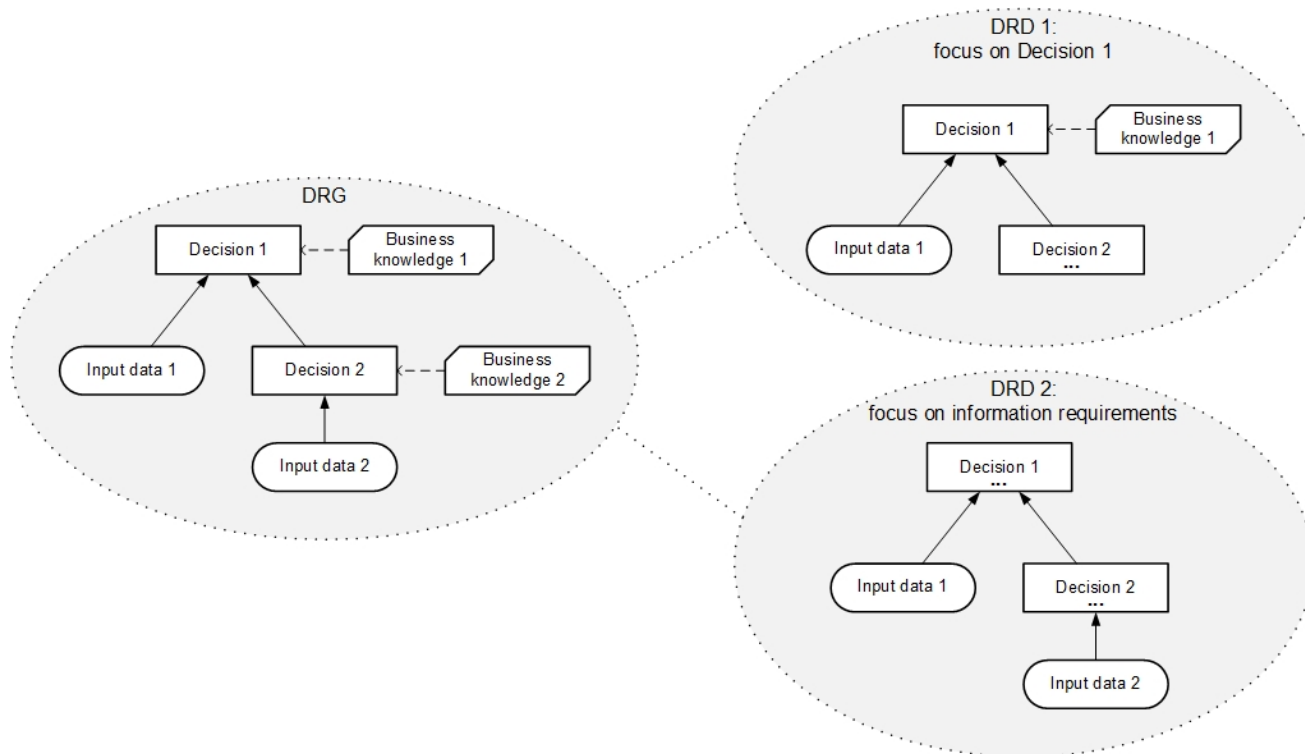 DRG
Decision 1
Business
knowledge 1
Input data 1
Decision 2
Business
knowledge 2
Input data 2
DRD 1:
focus on Decision 1
Decision 1
Business
knowledge 1
Input data 1
Decision 2
...
DRD 2:
focus on information requirements
Decision 1
...
Input data 1
Decision 2
...
Input data 2